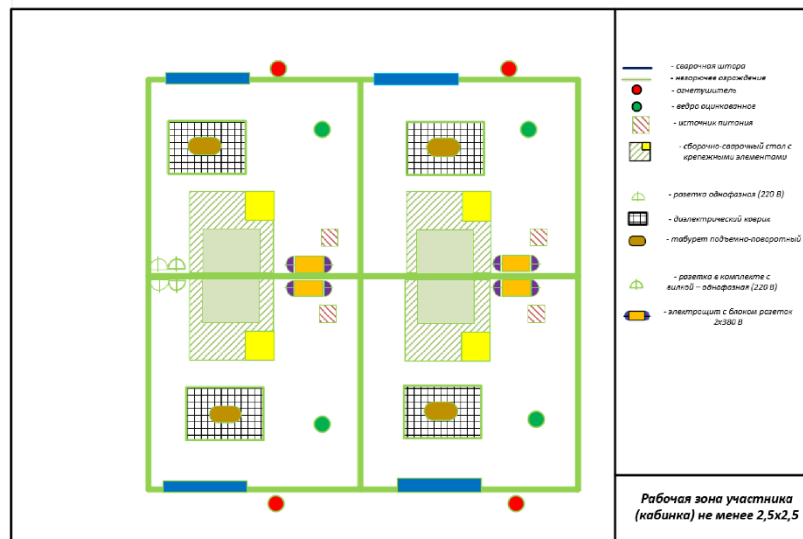 - сварочная штора
- негорючее ограждение
- огнетушитель
- ведро оцинкованное
- источник питания
- сборочно-сварочный стол с
крепежными элементами
- розетка однофазная (220 В)
- диэлектрический коврик
- табурет подъемно-поворотный
- розетка в комплекте с
вилкой – однофазная (220 В)
- электрощит с блоком розеток
2х380 В
Рабочая зона участника
(кабинка) не менее 2,5х2,5